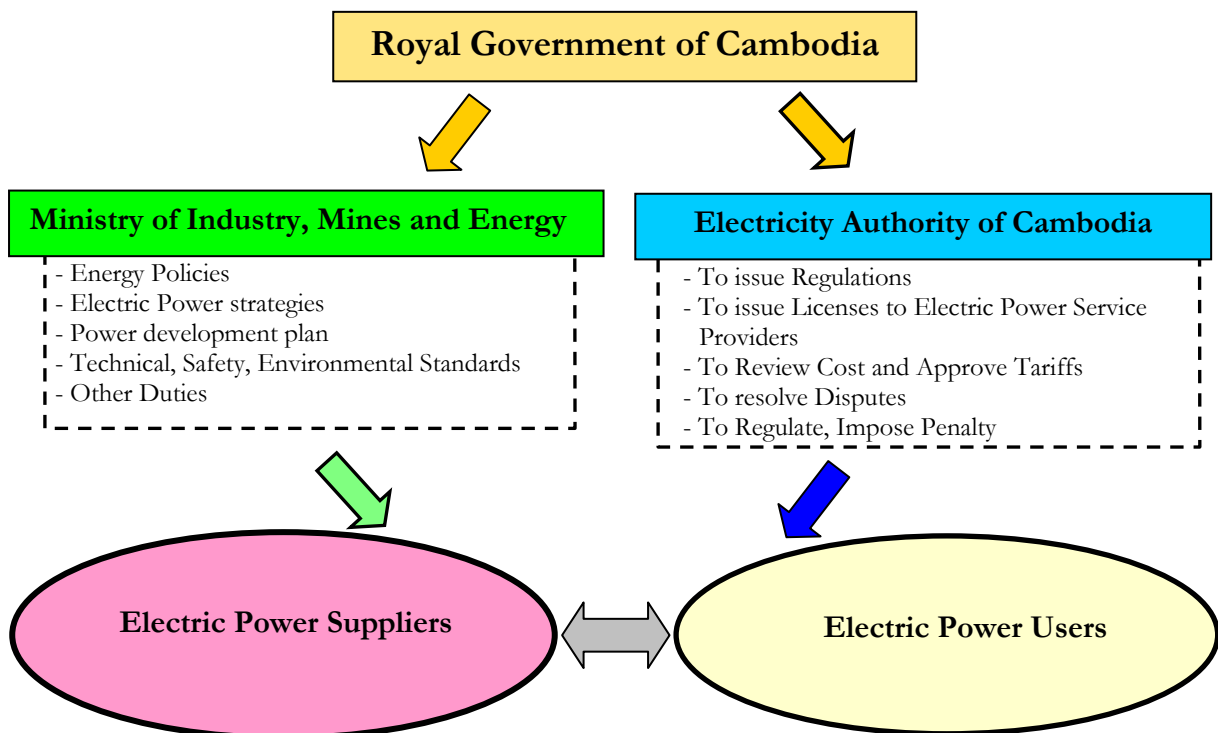 Royal Government of Cambodia
Ministry of Industry, Mines and Energy
- Energy Policies
- Electric Power strategies
- Power development plan
- Technical, Safety, Environmental Standards
- Other Duties
Electricity Authority of Cambodia
- To issue Regulations
- To issue Licenses to Electric Power Service
Providers
- To Review Cost and Approve Tariffs
- To resolve Disputes
- To Regulate, Impose Penalty
Electric Power Suppliers
Electric Power Users